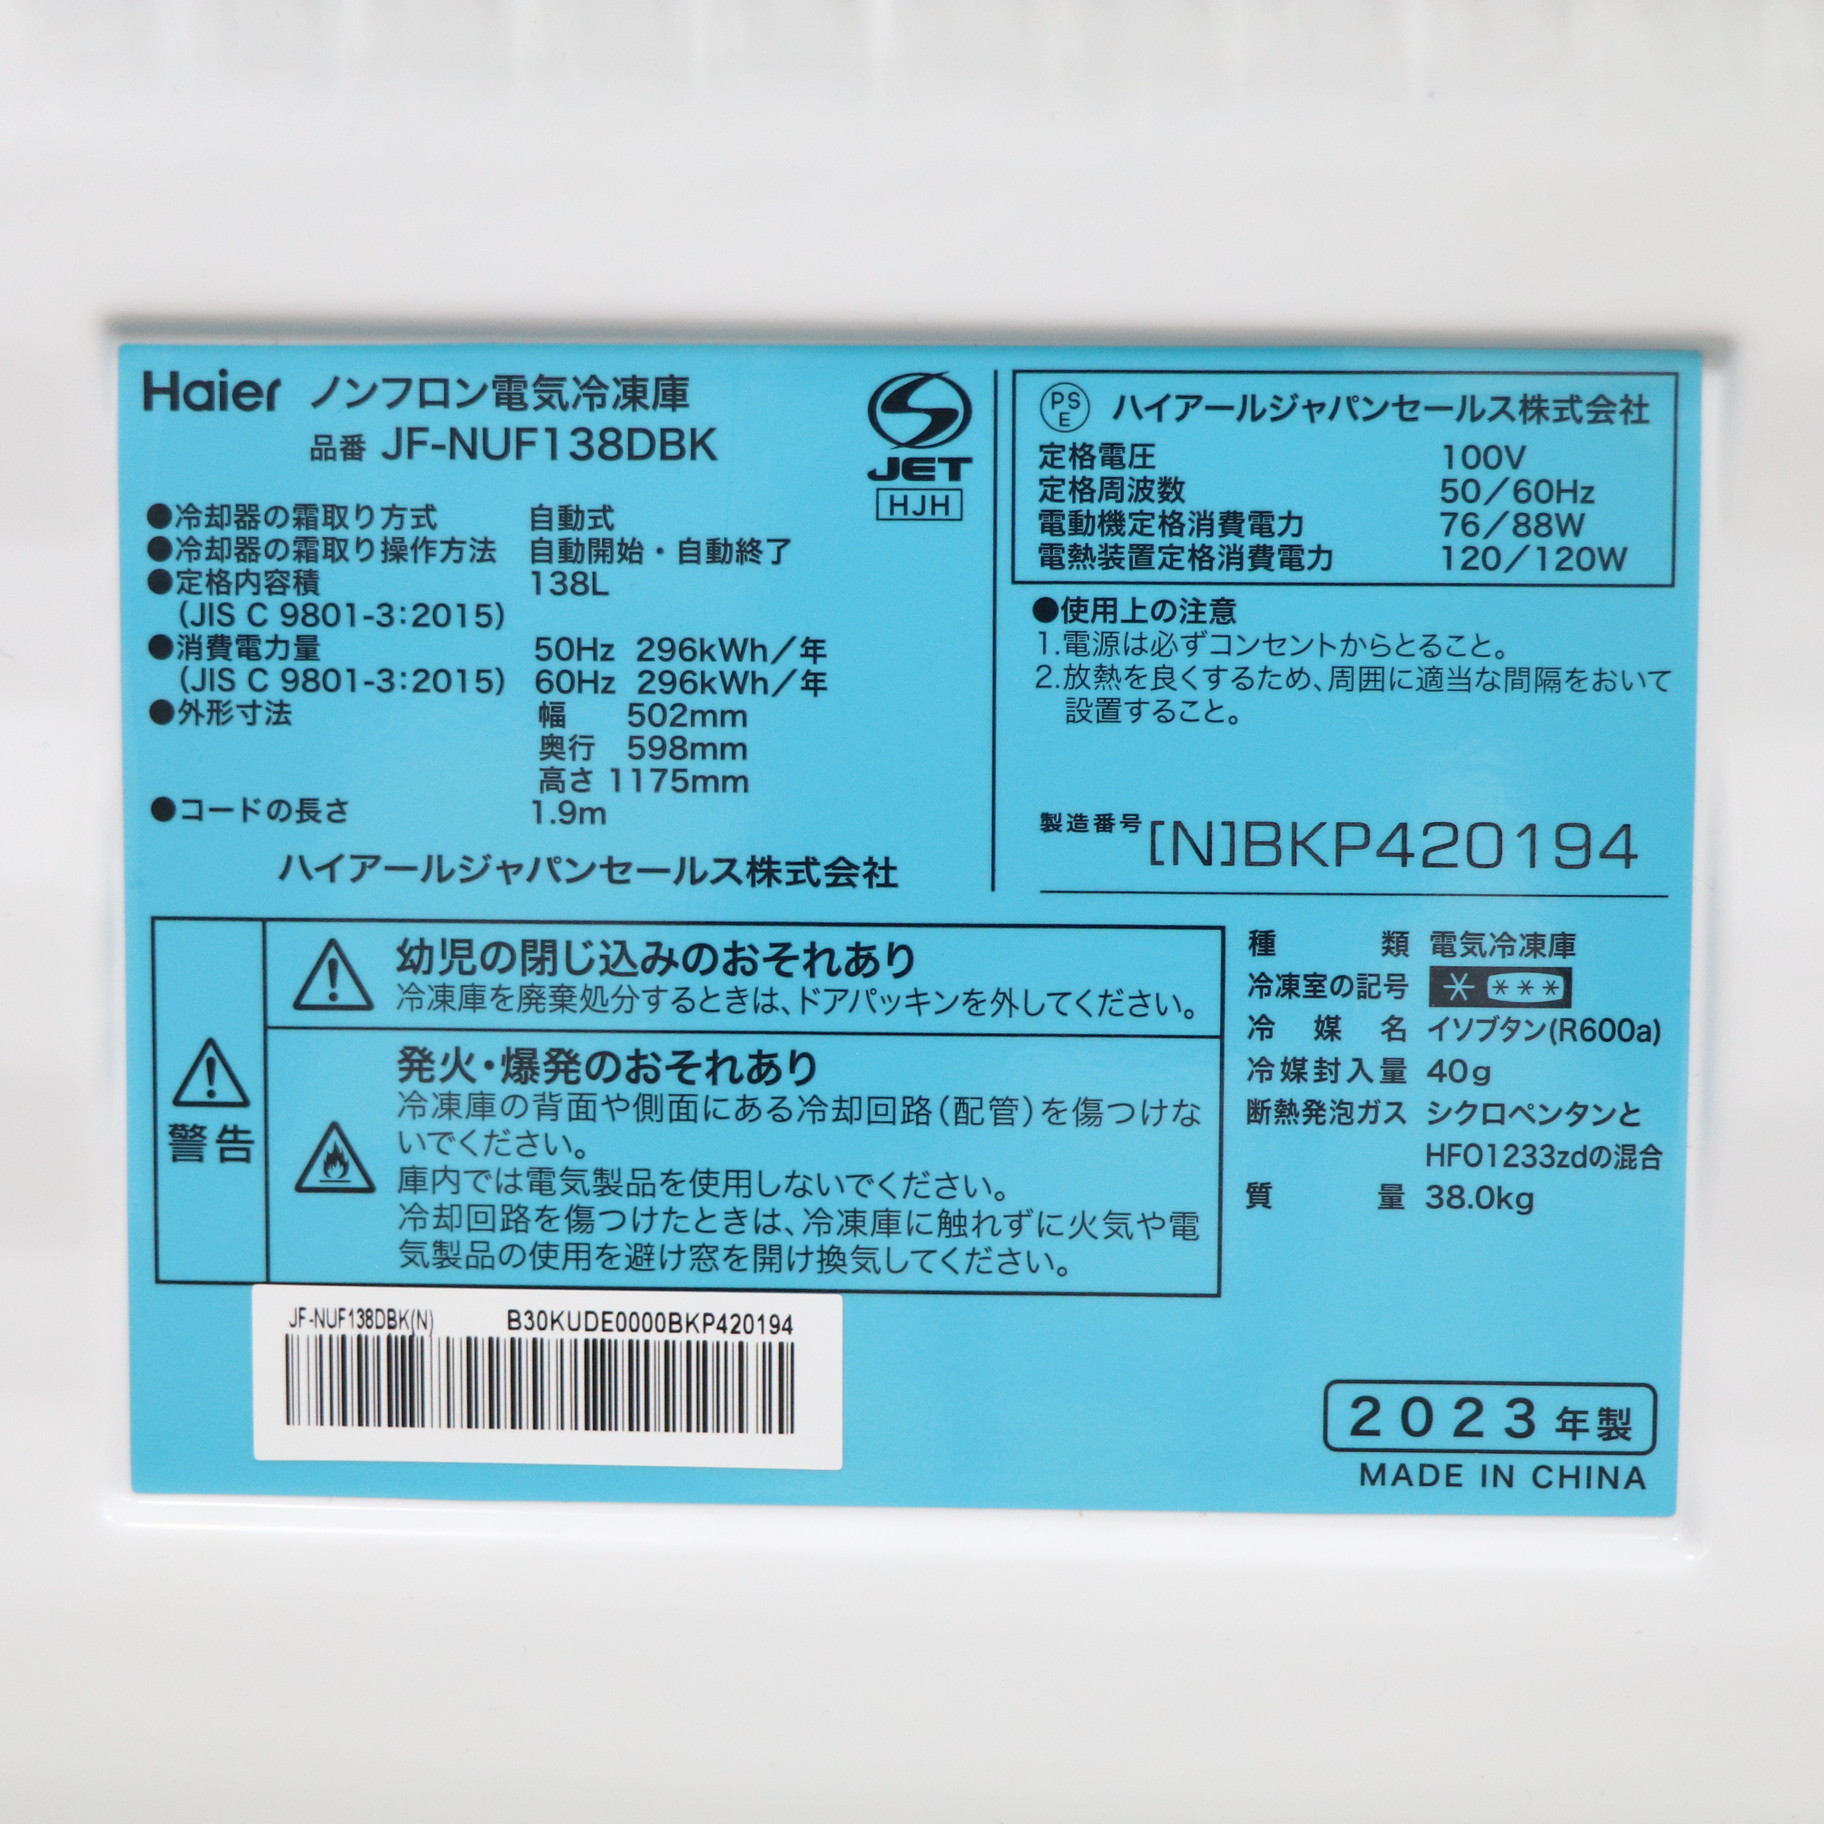 Haier ノンフロン電気冷凍庫
品番 JF-NUF138DBK
●冷却器の霜取り方式 自動式
●冷却器の霜取り操作方法 自動開始・自動終了
●定格内容積 138L
(JIS C 9801-3:2015)
●消費電力量 50Hz 296kWh/年
(JIS C 9801-3:2015) 60Hz 296kWh/年
●外形寸法 幅 502mm
奥行 598mm
高さ 1175mm
●コードの長さ 1.9m
ハイアールジャパンセールス株式会社
JET
HJH
PS
E
ハイアールジャパンセールス株式会社
定格電圧 100V
定格周波数 50/60Hz
電動機定格消費電力 76/88W
電熱装置定格消費電力 120/120W
●使用上の注意
1.電源は必ずコンセントからとること。
2.放熱を良くするため、周囲に適当な間隔をおいて
設置すること。
製造番号 [N]BKP420194
警告
幼児の閉じ込みのおそれあり
冷凍庫を廃棄処分するときは、ドアパッキンを外してください。
発火・爆発のおそれあり
冷凍庫の背面や側面にある冷却回路(配管)を傷つけな
いでください。
庫内では電気製品を使用しないでください。
冷却回路を傷つけたときは、冷凍庫に触れずに火気や電
気製品の使用を避け窓を開け換気してください。
種類 電気冷凍庫
冷凍室の記号 * ***
冷媒名 イソブタン(R600a)
冷媒封入量 40g
断熱発泡ガス シクロペンタンと
HFO1233zdの混合
質量 38.0kg
JF-NUF138DBK(N) B30KUDE0000BKP420194
2023年製
MADE IN CHINA